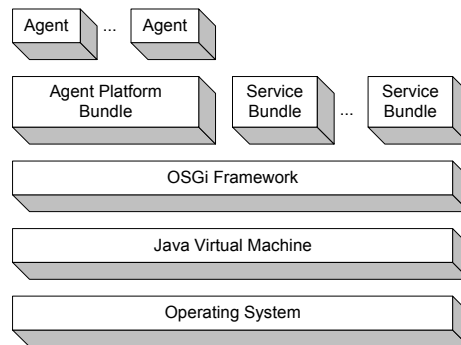 Agent ... Agent
Agent Platform Service Service
Bundle Bundle ... Bundle
OSGi Framework
Java Virtual Machine
Operating System